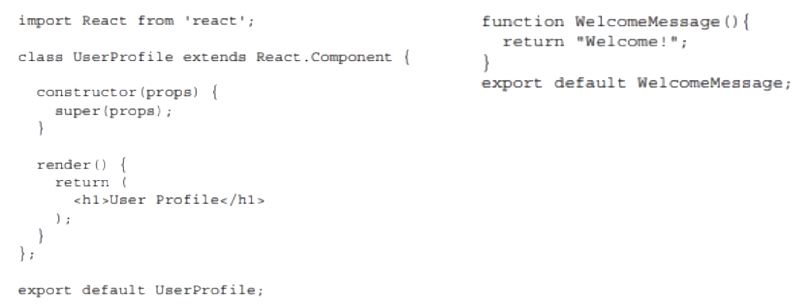 import React from 'react';
class UserProfile extends React.Component {
constructor(props) {
super(props);
}
render() {
return (
<h1>User Profile</h1>
);
}
};
export default UserProfile;
function WelcomeMessage(){
return "Welcome!";
}
export default WelcomeMessage;